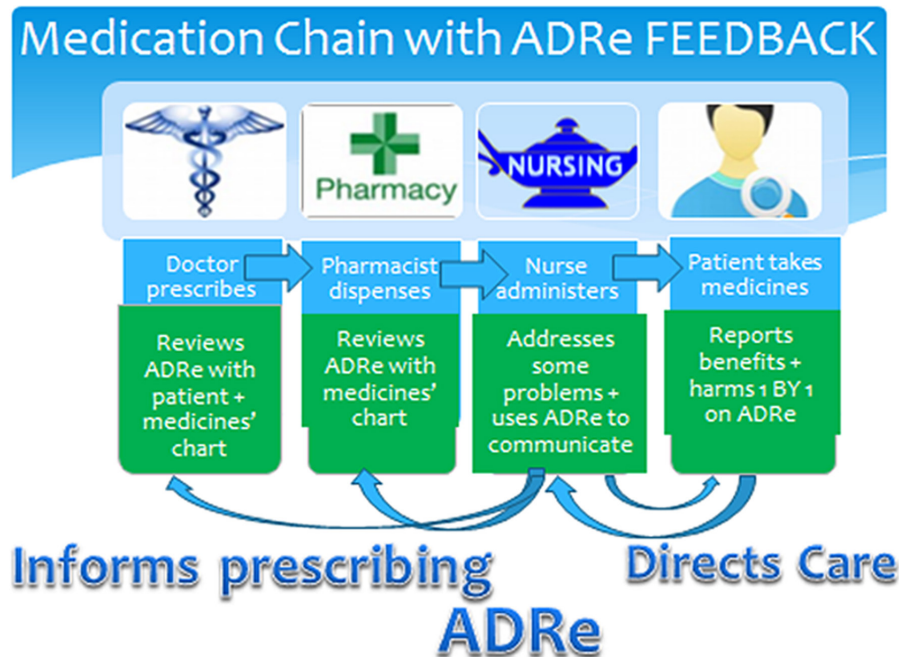 Medication Chain with ADRe FEEDBACK
Pharmacy
NURSING
Doctor
prescribes
Pharmacist
dispenses
Nurse
administers
Patient takes
medicines
Reviews
ADRe with
patient +
medicines’
chart
Reviews
ADRe with
medicines’
chart
Addresses
some
problems +
uses ADRe to
communicate
Reports
benefits +
harms 1 BY 1
on ADRe
Informs prescribing
Directs Care
ADRe